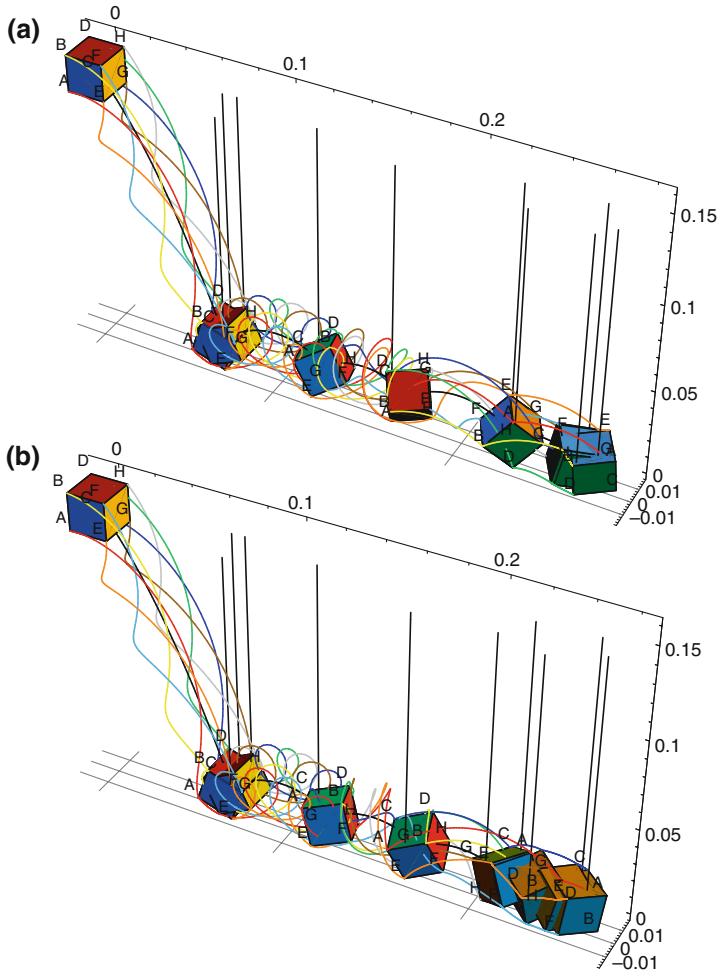 (a)
0
0.1
0.2
0.15
0.1
0.05
0
0.01
0
−0.01
D H
B C F
A E G
D
B C H
A F G
E
C B D
A H
G F
E
D H
C G
B E
A
E
F A G
B H C
D
F E
H G
D C
(b)
0
0.1
0.2
0.15
0.1
0.05
0
0.01
0
−0.01
D H
B C F
A E G
D
B C H
A F G
E
C D
A B
G H
E F
D
C H
A G B
E F
C A
G F G
D B E D
H F
C
A
B